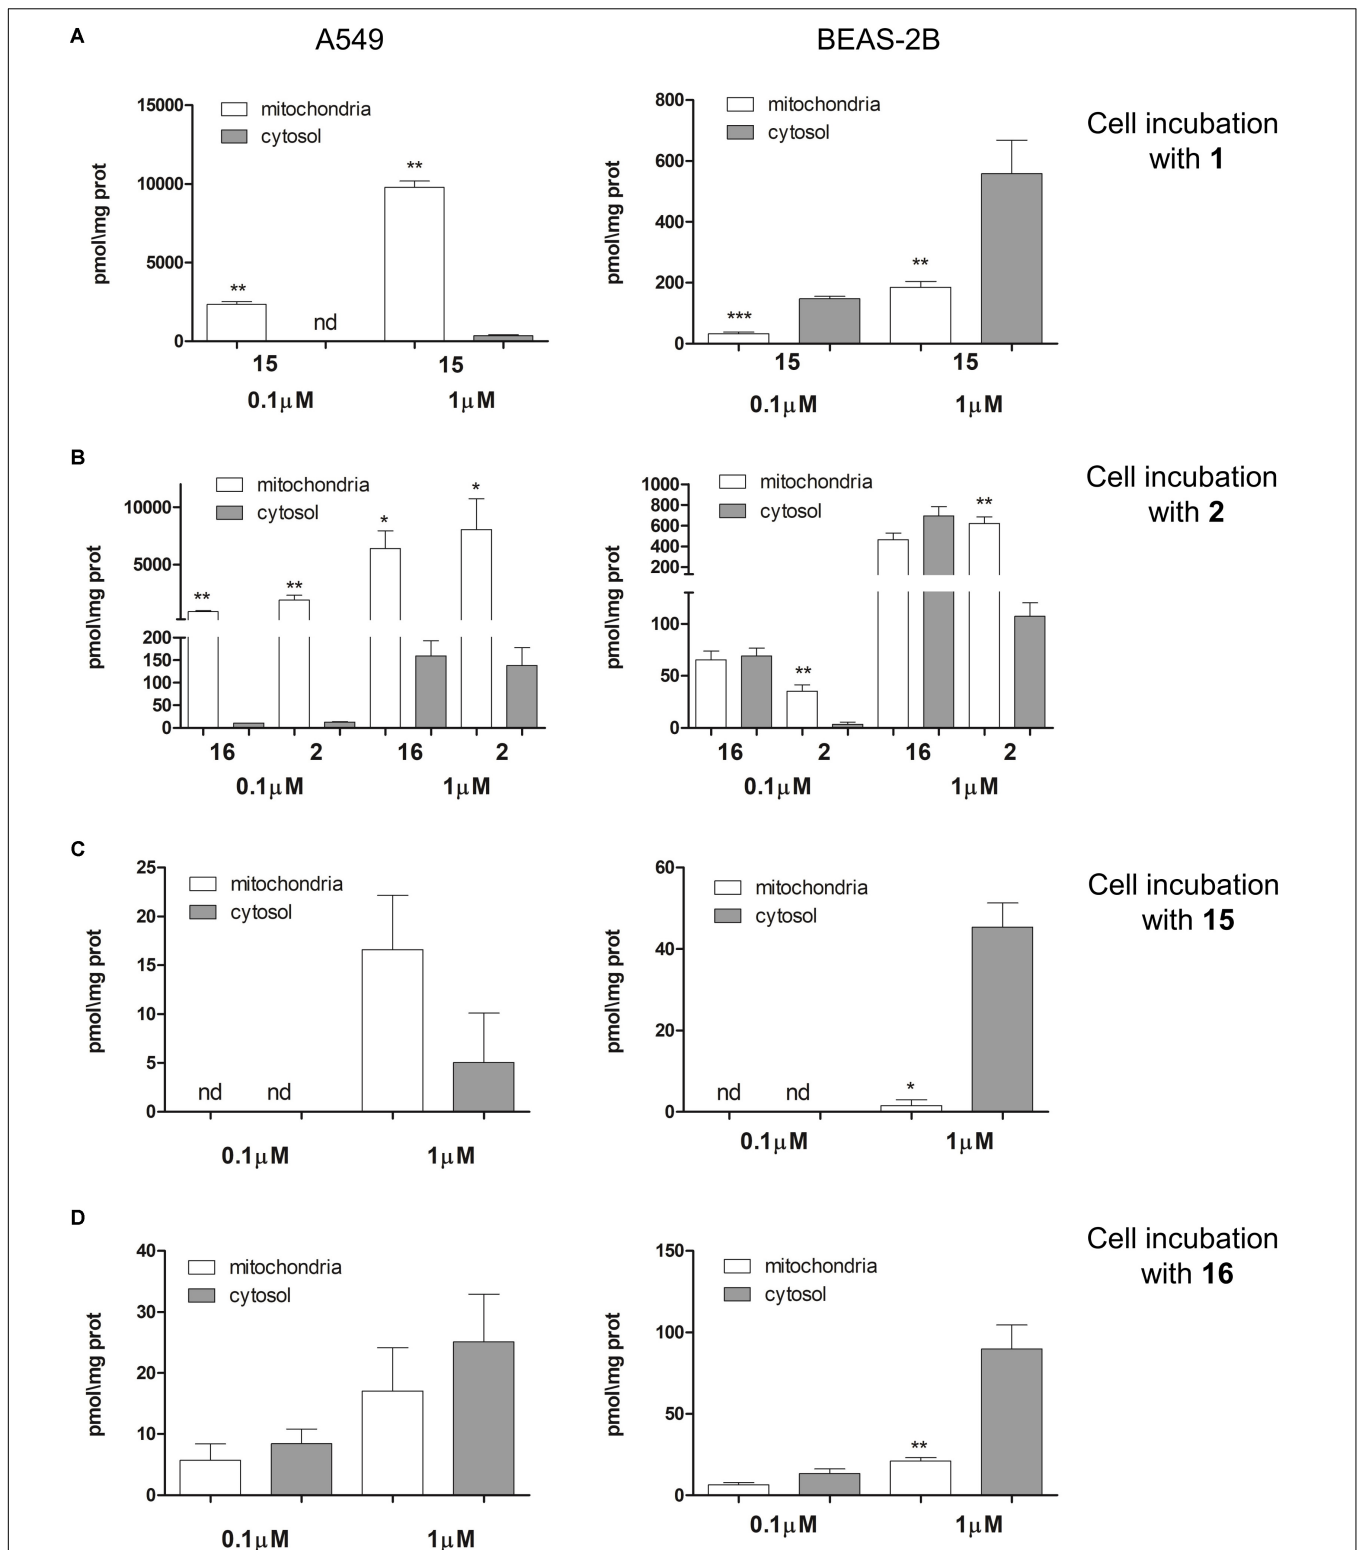 A
A549
BEAS-2B
15000
10000
5000
0
pmol\mg prot
mitochondria
cytosol
**
nd
**
15
15
0.1µM
1µM
800
600
400
200
0
pmol\mg prot
mitochondria
cytosol
***
**
15
15
0.1µM
1µM
Cell incubation
with 1
B
10000
5000
200
150
100
50
0
pmol\mg prot
mitochondria
cytosol
**
**
*
*
16
2
16
2
0.1µM
1µM
1000
800
600
400
200
100
50
0
pmol\mg prot
mitochondria
cytosol
**
**
16
2
16
2
0.1µM
1µM
Cell incubation
with 2
C
25
20
15
10
5
0
pmol\mg prot
mitochondria
cytosol
nd
nd
0.1µM
1µM
60
40
20
0
pmol\mg prot
mitochondria
cytosol
nd
nd
*
0.1µM
1µM
Cell incubation
with 15
D
40
30
20
10
0
pmol\mg prot
mitochondria
cytosol
0.1µM
1µM
150
100
50
0
pmol\mg prot
mitochondria
cytosol
**
0.1µM
1µM
Cell incubation
with 16